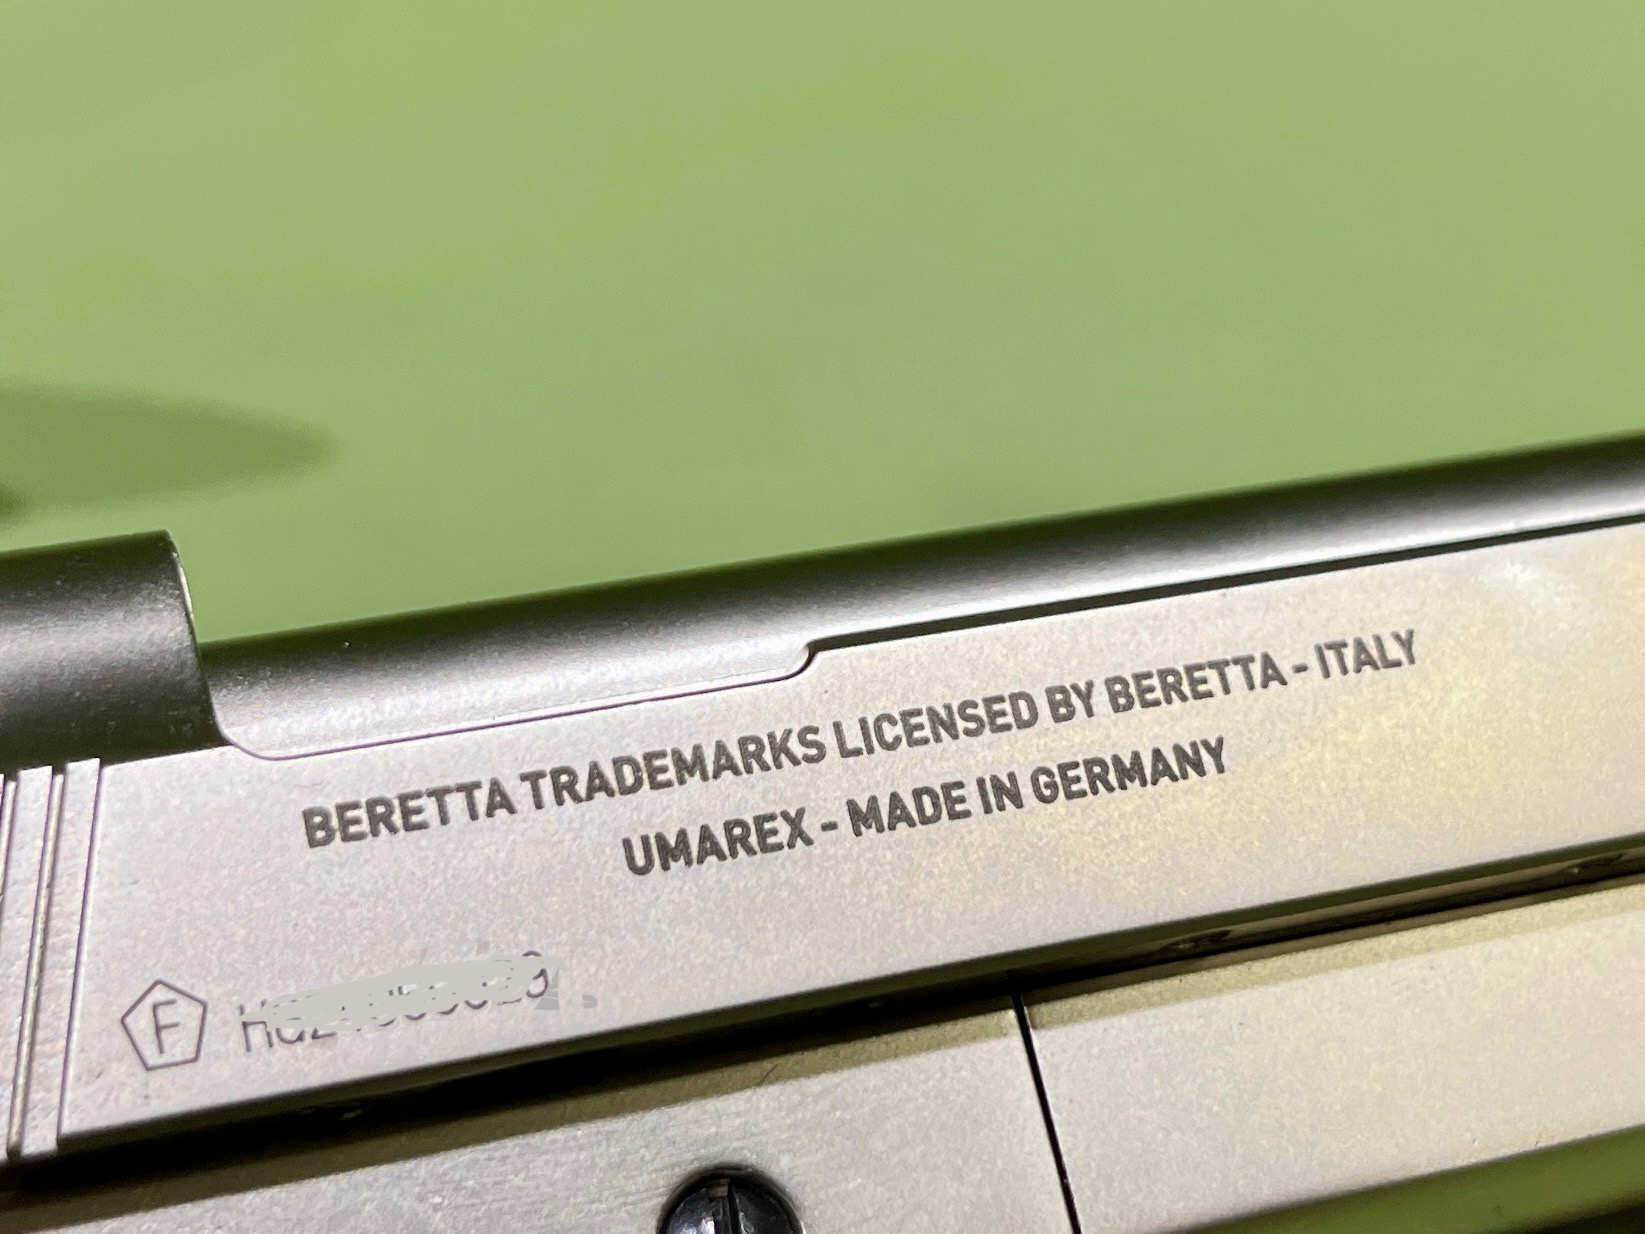 BERETTA TRADEMARKS LICENSED BY BERETTA - ITALY
UMAREX - MADE IN GERMANY
F